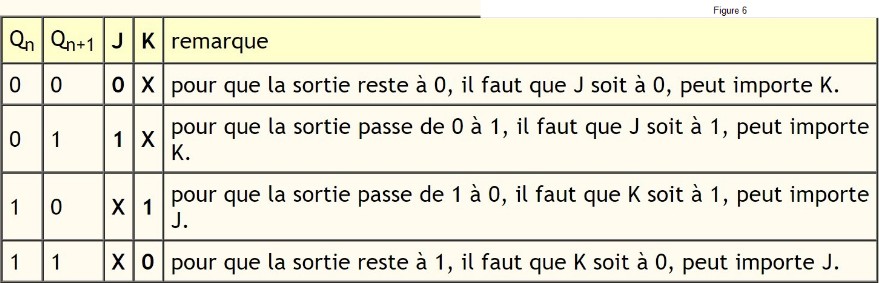 Figure 6
Qn Qn+1 J K remarque
0 0 0 X pour que la sortie reste à 0, il faut que J soit à 0, peut importe K.
0 1 1 X pour que la sortie passe de 0 à 1, il faut que J soit à 1, peut importe
K.
1 0 X 1 pour que la sortie passe de 1 à 0, il faut que K soit à 1, peut importe
J.
1 1 X 0 pour que la sortie reste à 1, il faut que K soit à 0, peut importe J.